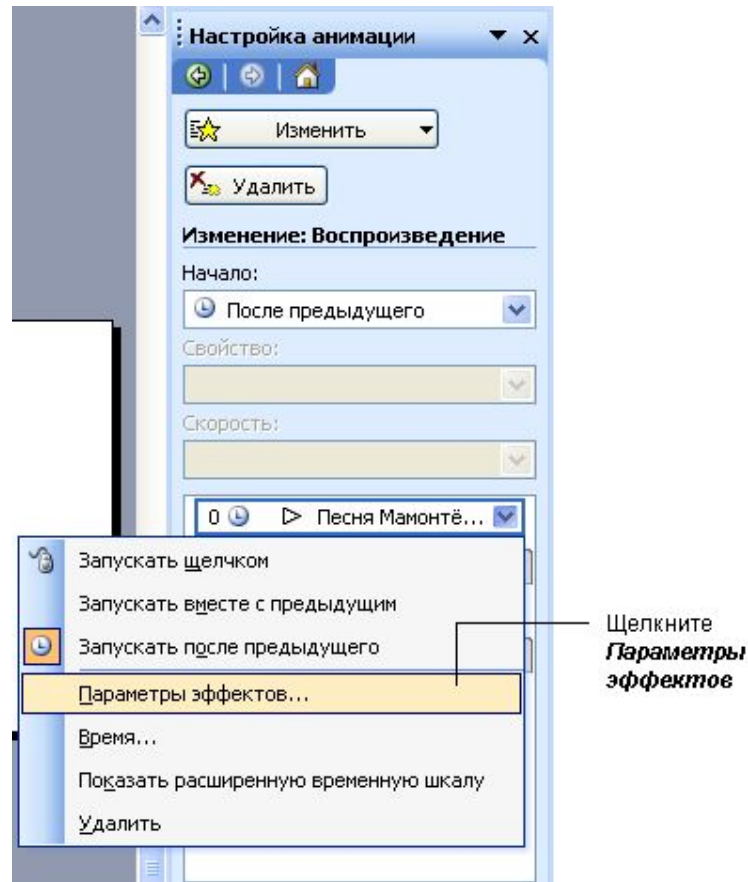 Настройка анимации
Изменить
Удалить
Изменение: Воспроизведение
Начало:
После предыдущего
Свойство:
Скорость:
0 Песня Мамонтё...
Запускать щелчком
Запускать вместе с предыдущим
Запускать после предыдущего
Параметры эффектов...
Время...
Показать расширенную временную шкалу
Удалить
Щелкните
Параметры
эффектов